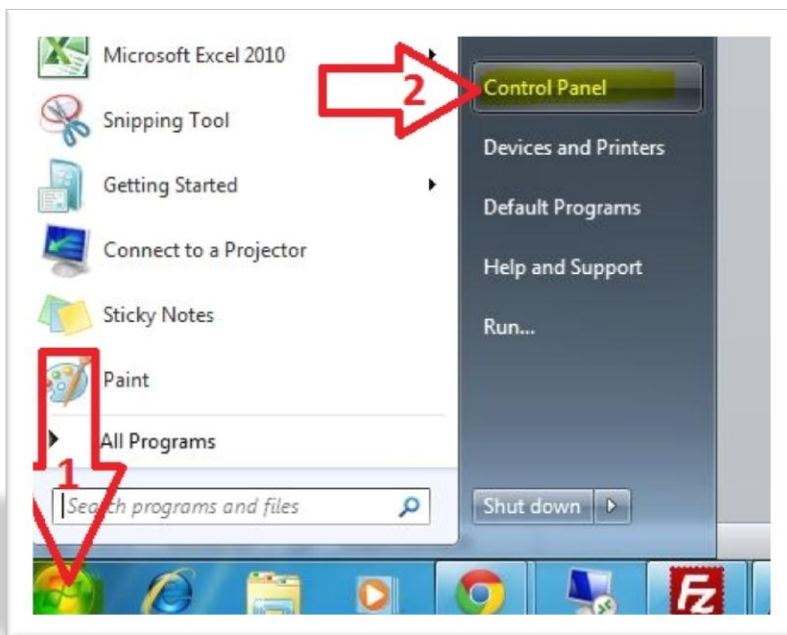 Microsoft Excel 2010
Snipping Tool
Getting Started
Connect to a Projector
Sticky Notes
Paint
All Programs
Search programs and files
1
2
Control Panel
Devices and Printers
Default Programs
Help and Support
Run...
Shut down
Fz